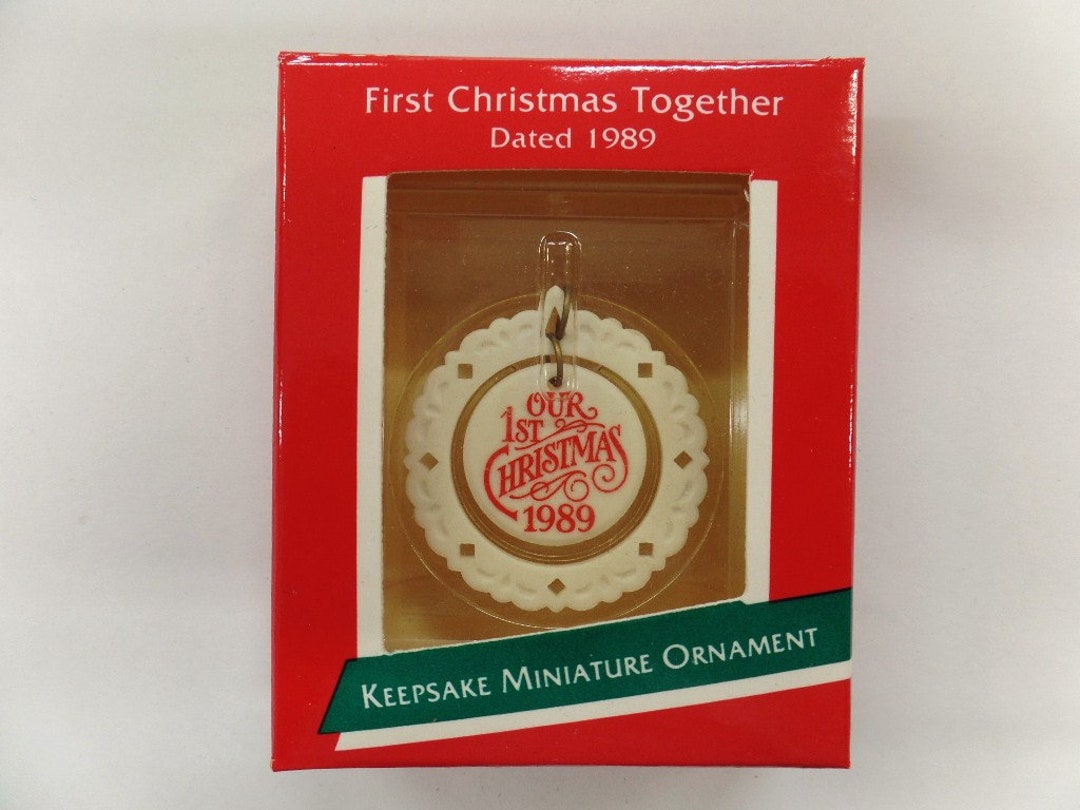 First Christmas Together
Dated 1989
OUR
1ST
CHRISTMAS
1989
KEEPSAKE MINIATURE ORNAMENT